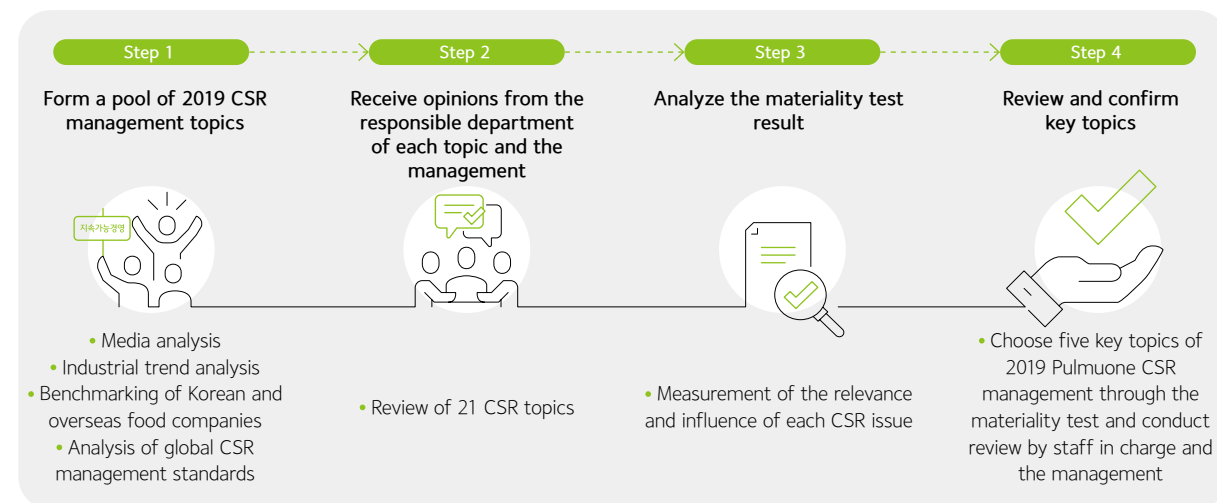 Step 1
Form a pool of 2019 CSR
management topics
지속가능경영
• Media analysis
• Industrial trend analysis
• Benchmarking of Korean and
overseas food companies
• Analysis of global CSR
management standards
Step 2
Receive opinions from the
responsible department
of each topic and the
management
• Review of 21 CSR topics
Step 3
Analyze the materiality test
result
• Measurement of the relevance
and influence of each CSR issue
Step 4
Review and confirm
key topics
• Choose five key topics of
2019 Pulmuone CSR
management through the
materiality test and conduct
review by staff in charge and
the management